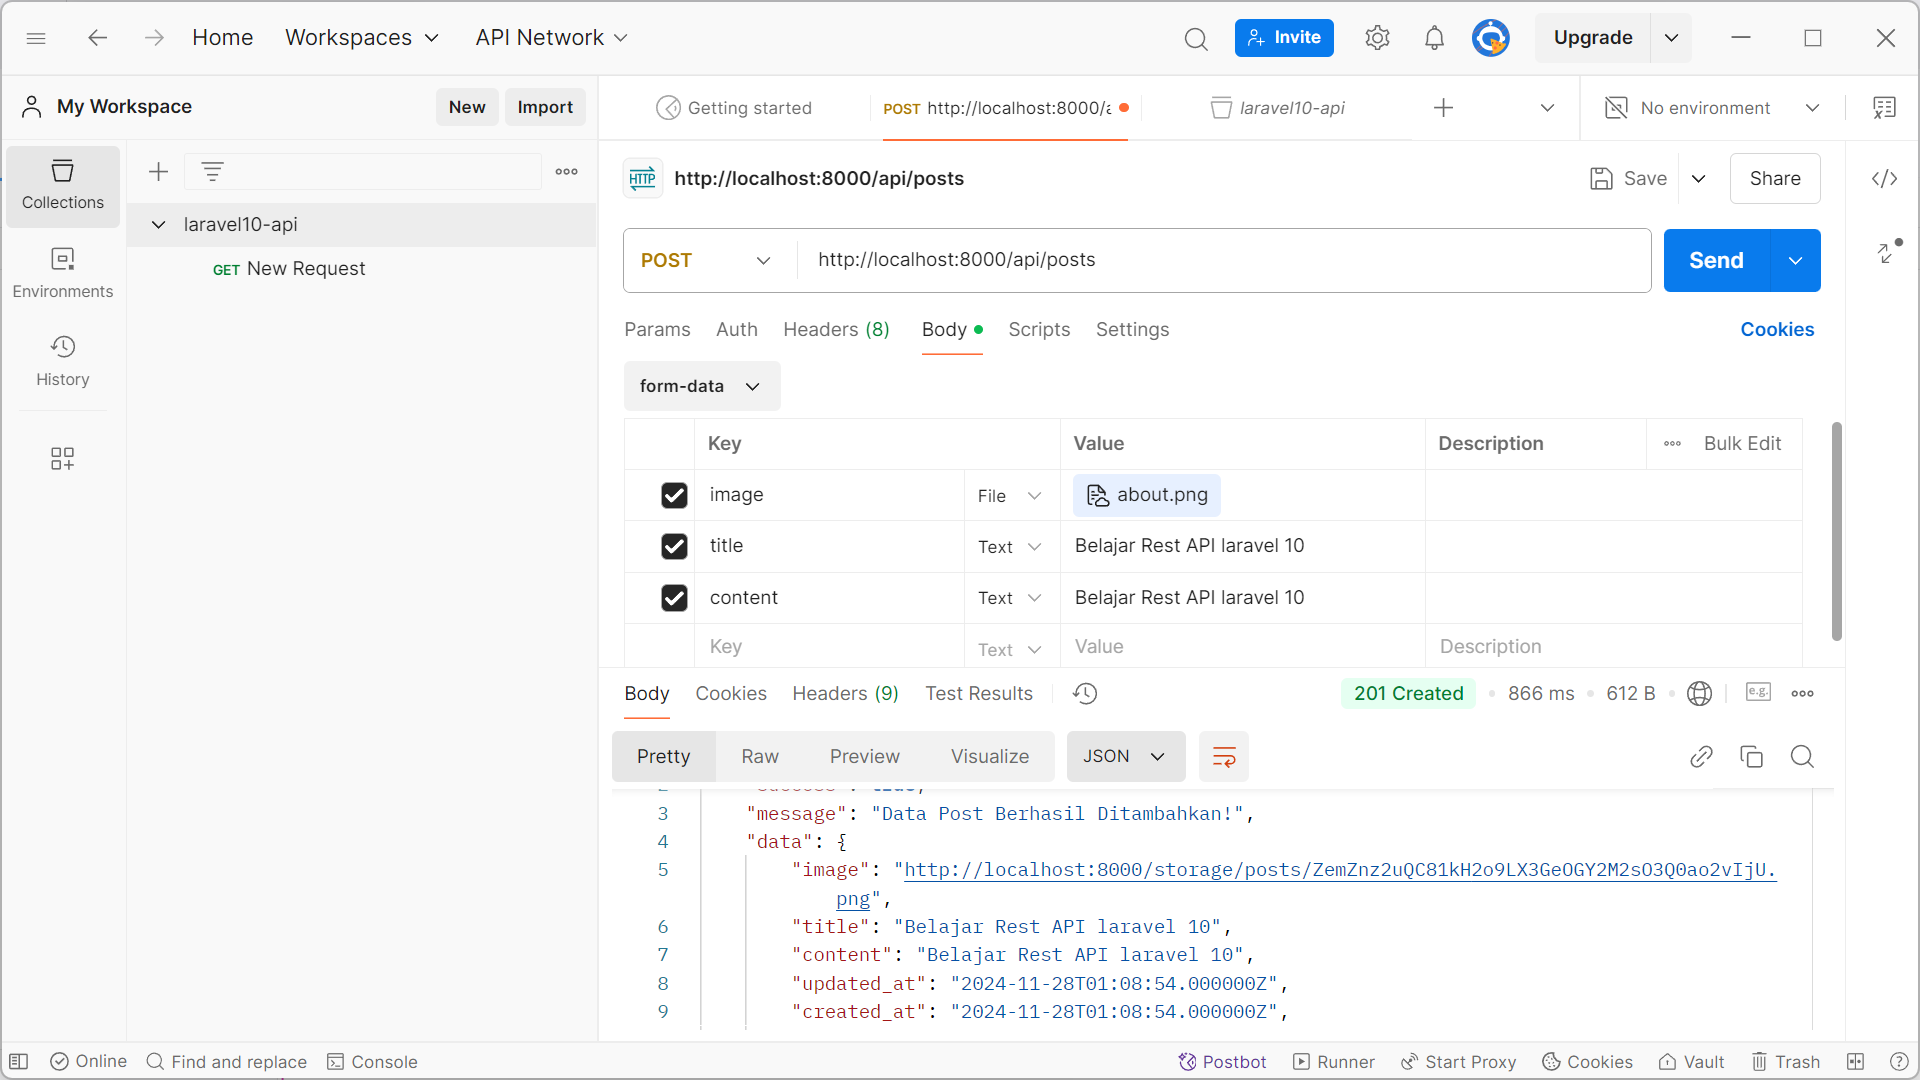 Home Workspaces API Network Invite Upgrade
My Workspace New Import
Getting started POST http://localhost:8000/a laravel10-api No environment
Collections
Environments
History
laravel10-api
GET New Request
HTTP http://localhost:8000/api/posts Save Share
POST http://localhost:8000/api/posts Send
Params Auth Headers (8) Body Scripts Settings Cookies
form-data
Key Value Description Bulk Edit
image File about.png
title Text Belajar Rest API laravel 10
content Text Belajar Rest API laravel 10
Key Text Value Description
Body Cookies Headers (9) Test Results 201 Created 866 ms 612 B e.g.
Pretty Raw Preview Visualize JSON
3 "message": "Data Post Berhasil Ditambahkan!",
4 "data": {
5 "image": "http://localhost:8000/storage/posts/ZemZnz2uQC81kH2o9LX3GeOGY2M2sO3Q0ao2vIjU.
png",
6 "title": "Belajar Rest API laravel 10",
7 "content": "Belajar Rest API laravel 10",
8 "updated_at": "2024-11-28T01:08:54.000000Z",
9 "created_at": "2024-11-28T01:08:54.000000Z",
Online Find and replace Console Postbot Runner Start Proxy Cookies Vault Trash